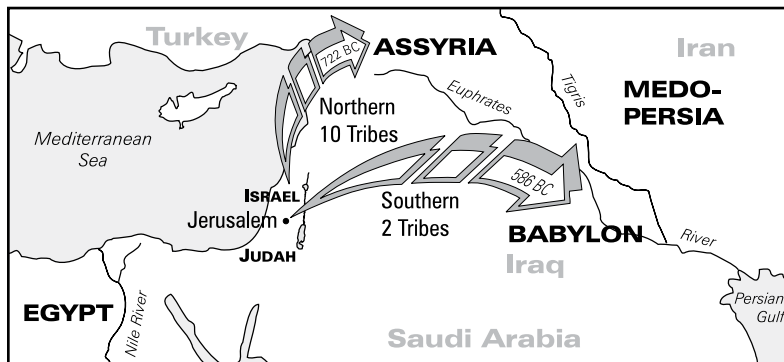 Turkey
ASSYRIA
Iran
722 BC
Tigris
Euphrates
MEDO-
PERSIA
Northern
10 Tribes
Mediterranean
Sea
586 BC
ISRAEL
Jerusalem
Southern
2 Tribes
JUDAH
BABYLON
River
Iraq
EGYPT
Nile River
Persian
Gulf
Saudi Arabia